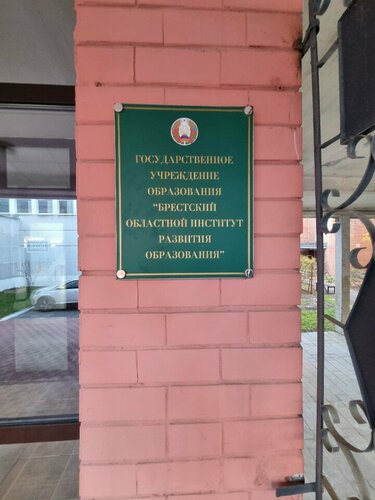 ГОСУДАРСТВЕННОЕ
УЧРЕЖДЕНИЕ
ОБРАЗОВАНИЯ
“БРЕСТСКИЙ
ОБЛАСТНОЙ ИНСТИТУТ
РАЗВИТИЯ
ОБРАЗОВАНИЯ”